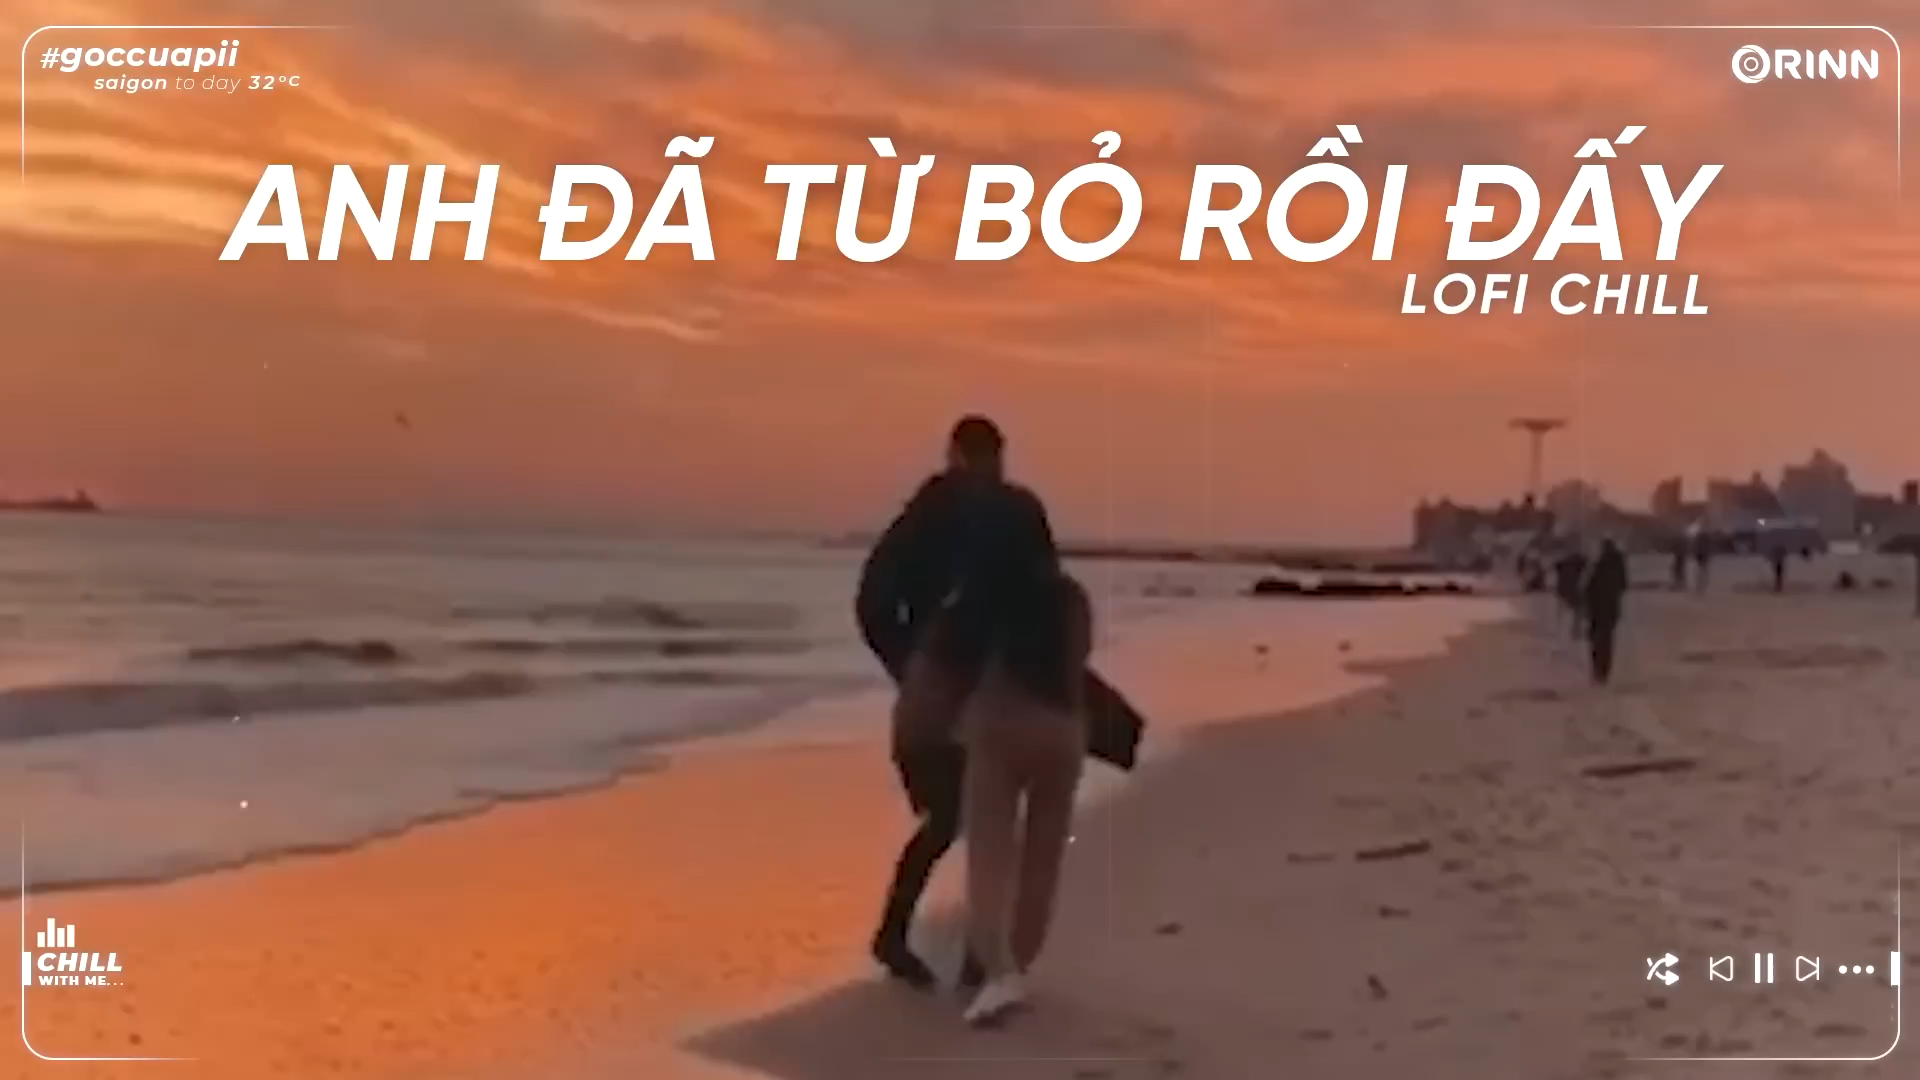 #goccuapii
saigon to day 32°C
ORINN
ANH ĐÃ TỪ BỎ RỒI ĐẤY
LOFI CHILL
CHILL
WITH ME...